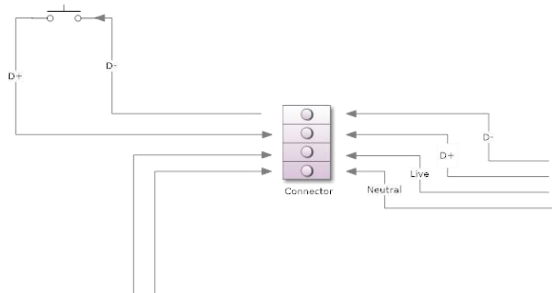 D+
D-
D-
D+
Live
Neutral
Connector